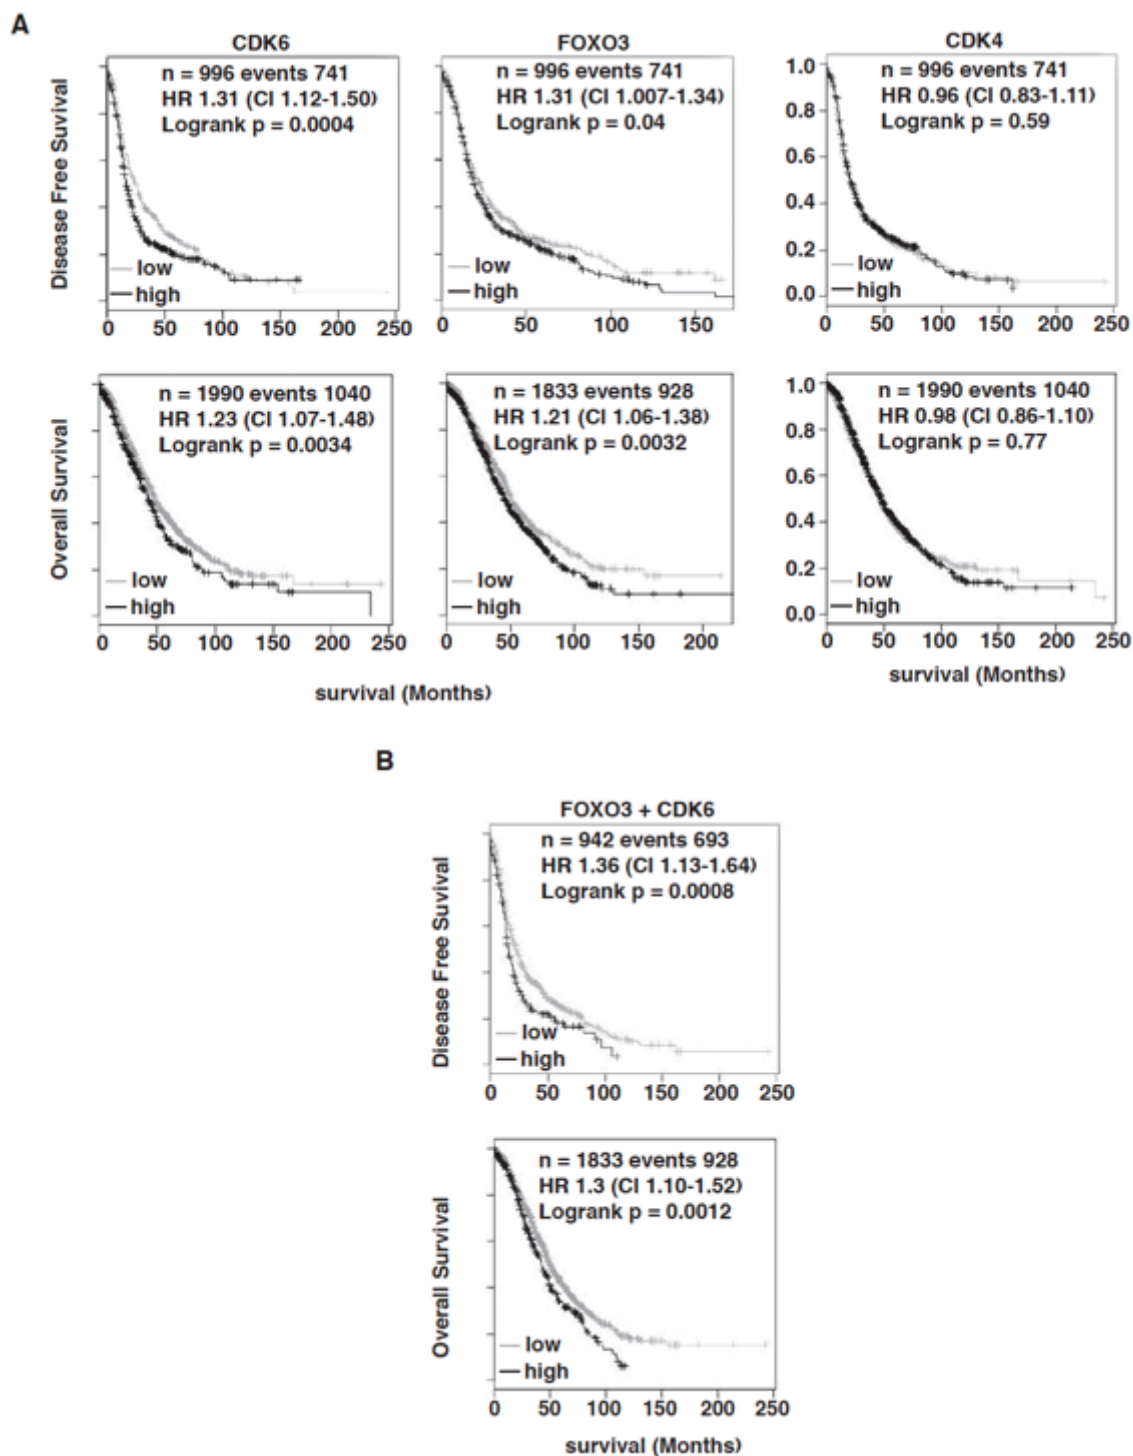 A
CDK6
FOXO3
CDK4
Disease Free Suvival
n = 996 events 741
HR 1.31 (CI 1.12-1.50)
Logrank p = 0.0004
low
high
0 50 100 150 200 250
n = 996 events 741
HR 1.31 (CI 1.007-1.34)
Logrank p = 0.04
low
high
0 50 100 150
1.0
0.8
0.6
0.4
0.2
0.0
n = 996 events 741
HR 0.96 (CI 0.83-1.11)
Logrank p = 0.59
low
high
0 50 100 150 200 250
Overall Survival
n = 1990 events 1040
HR 1.23 (CI 1.07-1.48)
Logrank p = 0.0034
low
high
0 50 100 150 200 250
n = 1833 events 928
HR 1.21 (CI 1.06-1.38)
Logrank p = 0.0032
low
high
0 50 100 150 200
1.0
0.8
0.6
0.4
0.2
0.0
n = 1990 events 1040
HR 0.98 (CI 0.86-1.10)
Logrank p = 0.77
low
high
0 50 100 150 200 250
survival (Months)
survival (Months)
B
FOXO3 + CDK6
Disease Free Suvival
n = 942 events 693
HR 1.36 (CI 1.13-1.64)
Logrank p = 0.0008
low
high
0 50 100 150 200 250
Overall Survival
n = 1833 events 928
HR 1.3 (CI 1.10-1.52)
Logrank p = 0.0012
low
high
0 50 100 150 200 250
survival (Months)